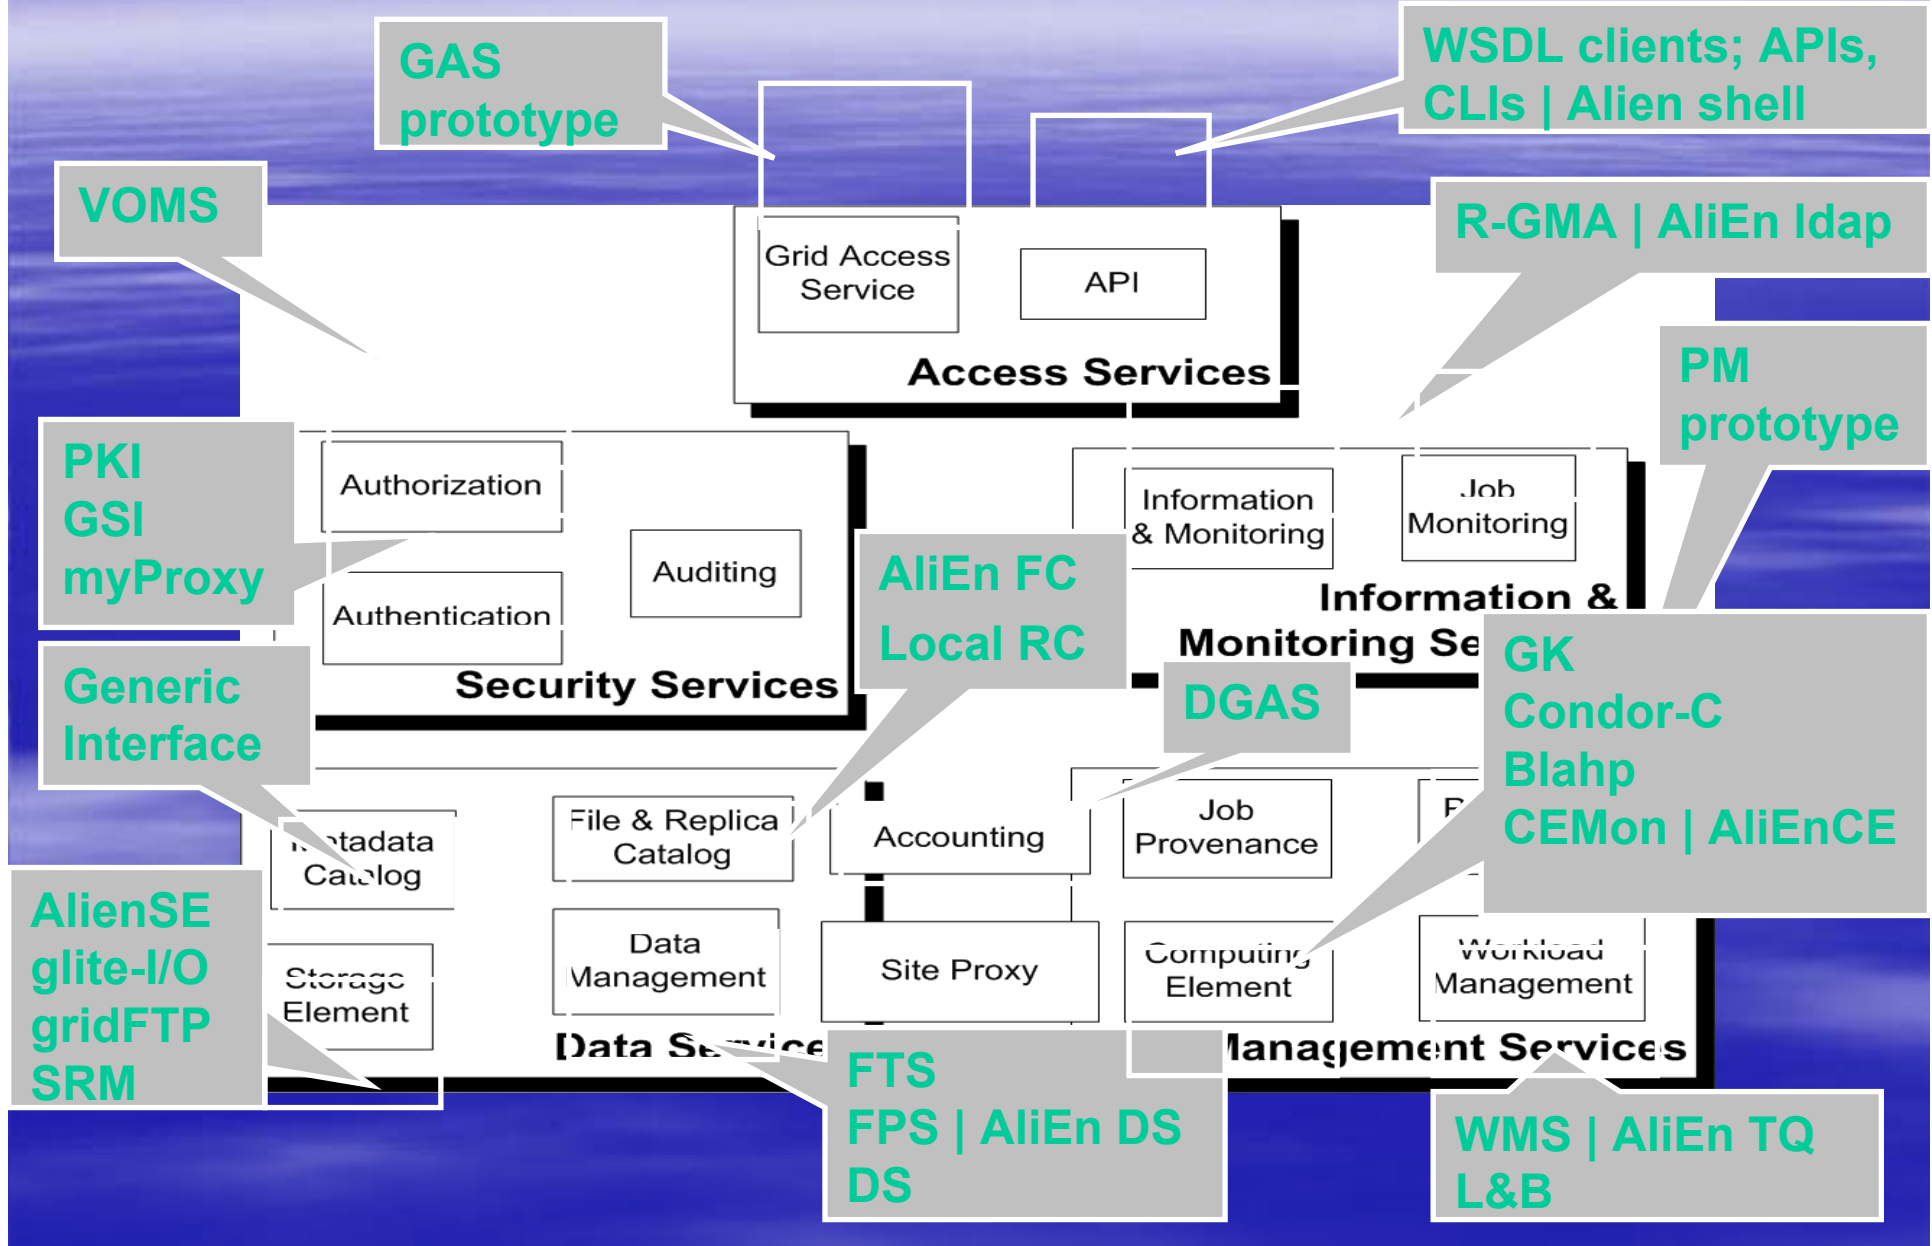 GAS
prototype
WSDL clients; APIs,
CLIs | Alien shell
VOMS
R-GMA | AliEn ldap
Grid Access
Service
API
Access Services
PM
prototype
PKI
GSI
myProxy
Authorization
Auditing
Authentication
Security Services
AliEn FC
Local RC
Information
& Monitoring
Job
Monitoring
Information &
Monitoring Se
Generic
Interface
DGAS
GK
Condor-C
Blahp
CEMon | AliEnCE
Metadata
Catalog
File & Replica
Catalog
Accounting
Job
Provenance
AlienSE
glite-I/O
gridFTP
SRM
Storage
Element
Data
Management
Site Proxy
Computing
Element
Workload
Management
Data Service
Management Services
FTS
FPS | AliEn DS
DS
WMS | AliEn TQ
L&B